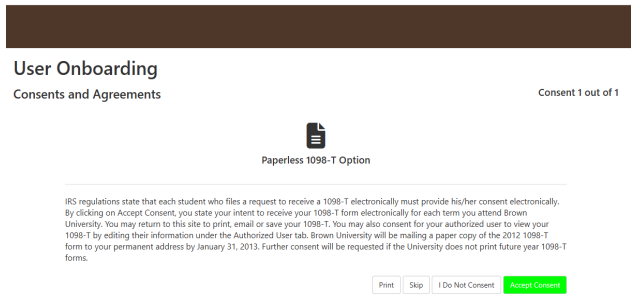 User Onboarding
Consents and Agreements
Consent 1 out of 1
Paperless 1098-T Option
IRS regulations state that each student who files a request to receive a 1098-T electronically must provide his/her consent electronically.
By clicking on Accept Consent, you state your intent to receive your 1098-T form electronically for each term you attend Brown
University. You may return to this site to print, email or save your 1098-T. You may also consent for your authorized user to view your
1098-T by editing their information under the Authorized User tab. Brown University will be mailing a paper copy of the 2012 1098-T
form to your permanent address by January 31, 2013. Further consent will be requested if the University does not print future year 1098-T
forms.
Print Skip I Do Not Consent Accept Consent